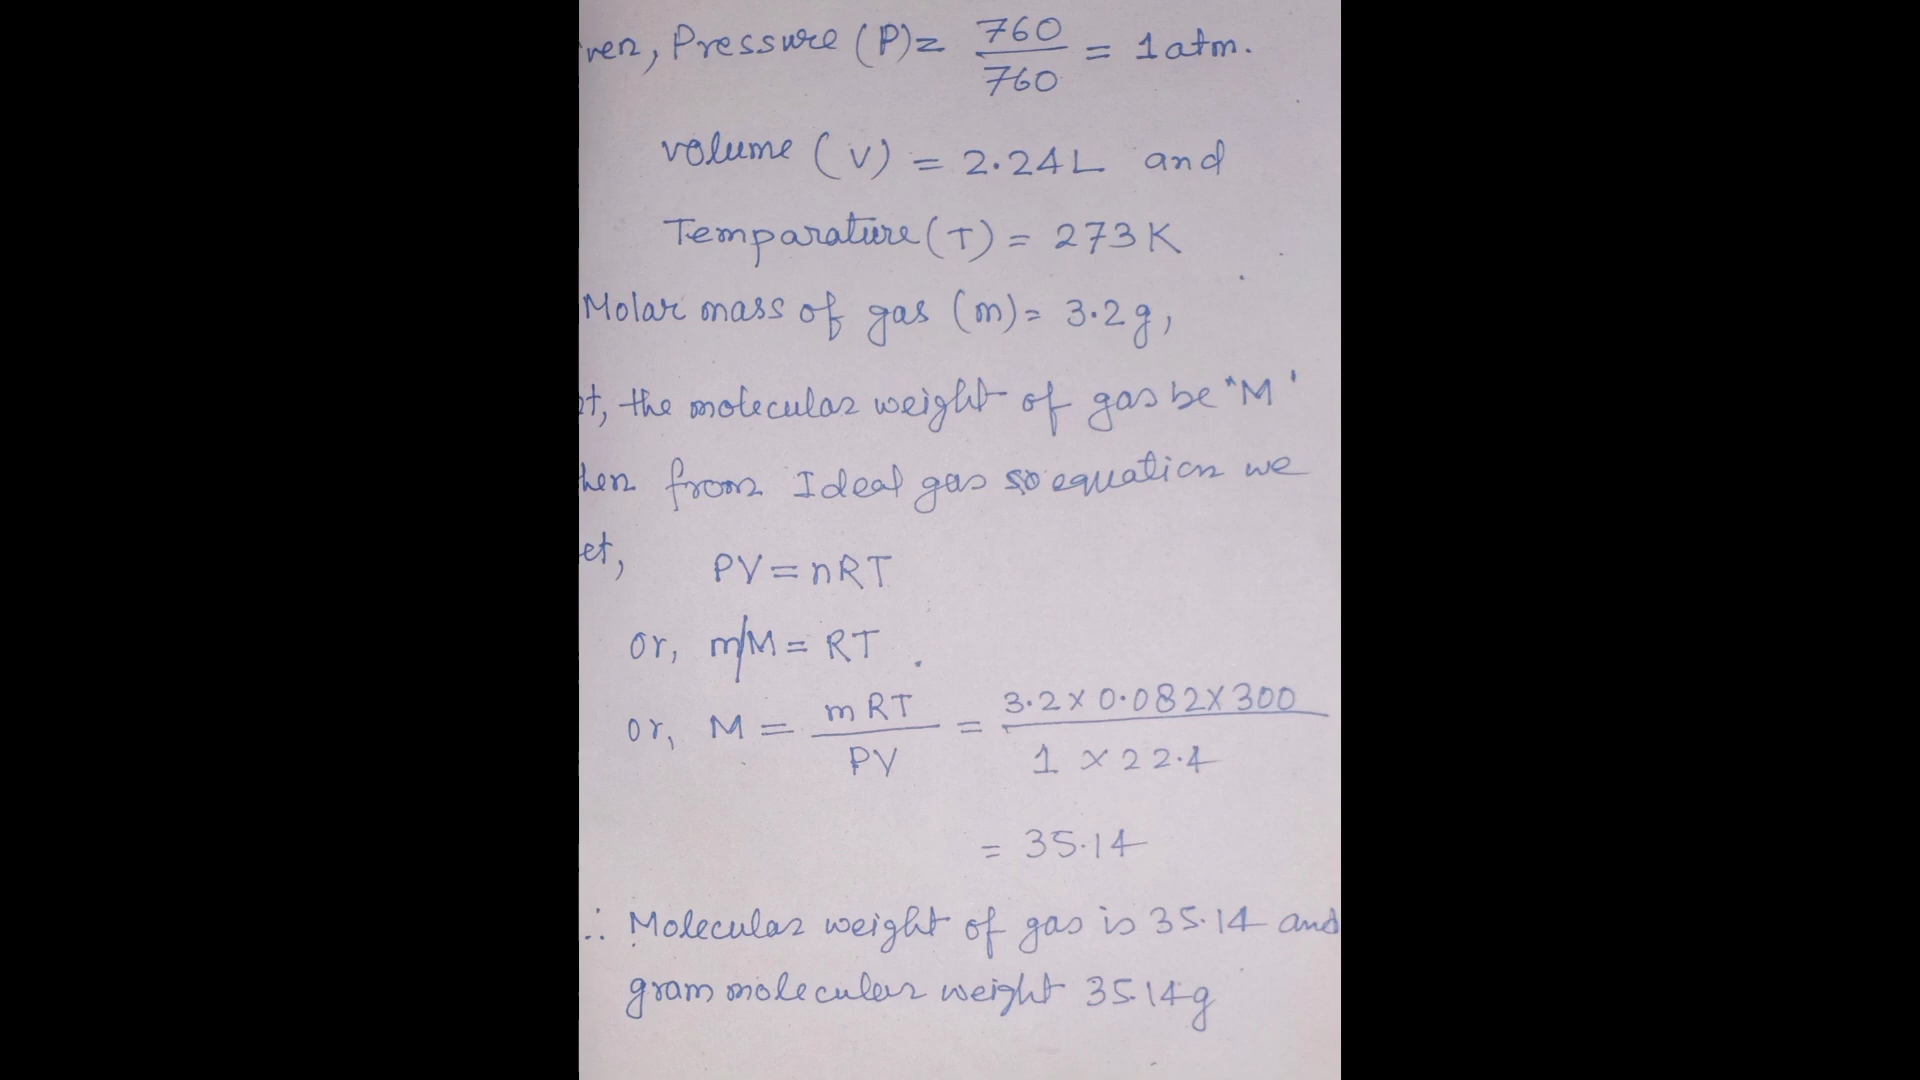 ven, Pressure (P)= 760/760 = 1 atm.
volume (V) = 2.24L and
Temparature (T) = 273 K
Molar mass of gas (m)= 3.2g,
et, the molecular weight of gas be "M'
hen from Ideal gas equation we
et, PV = nRT
or, m/M = RT
or, M = mRT/PV = 3.2 x 0.082 x 300/1 x 22.4
= 35.14
∴ Molecular weight of gas is 35.14 and
gram molecular weight 35.14g